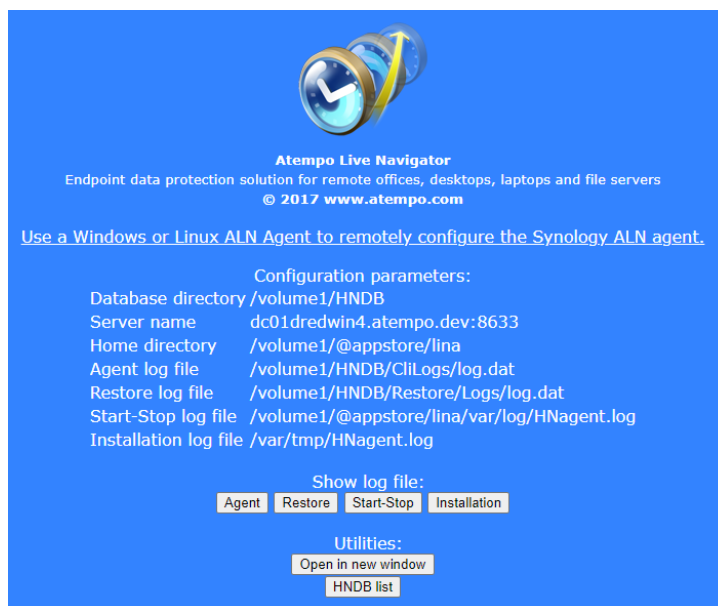 Atempo Live Navigator
Endpoint data protection solution for remote offices, desktops, laptops and file servers
© 2017 www.atempo.com
Use a Windows or Linux ALN Agent to remotely configure the Synology ALN agent.
Configuration parameters:
Database directory /volume1/HNDB
Server name dc01dredwin4.atempo.dev:8633
Home directory /volume1/@appstore/lina
Agent log file /volume1/HNDB/CliLogs/log.dat
Restore log file /volume1/HNDB/Restore/Logs/log.dat
Start-Stop log file /volume1/@appstore/lina/var/log/HNagent.log
Installation log file /var/tmp/HNagent.log
Show log file:
Agent Restore Start-Stop Installation
Utilities:
Open in new window
HNDB list